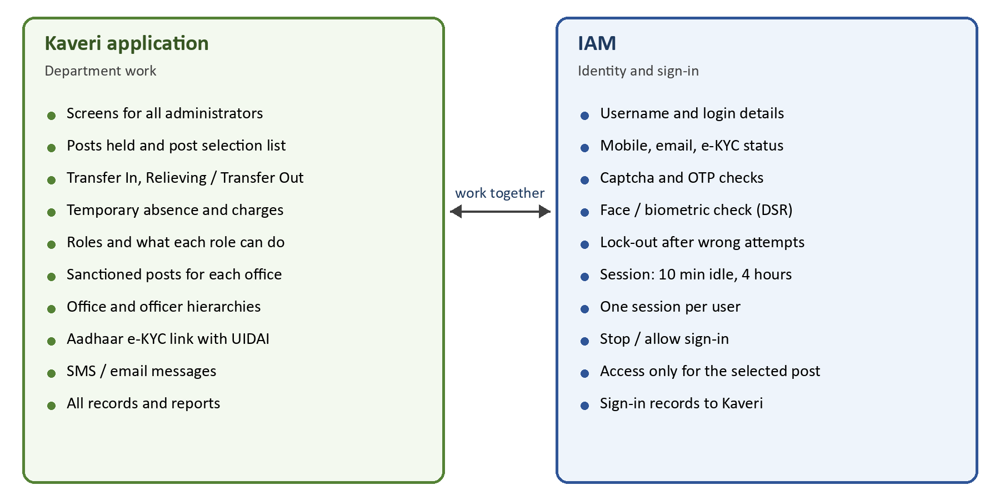 Kaveri application
Department work
Screens for all administrators
Posts held and post selection list
Transfer In, Relieving / Transfer Out
Temporary absence and charges
Roles and what each role can do
Sanctioned posts for each office
Office and officer hierarchies
Aadhaar e-KYC link with UIDAI
SMS / email messages
All records and reports
work together
IAM
Identity and sign-in
Username and login details
Mobile, email, e-KYC status
Captcha and OTP checks
Face / biometric check (DSR)
Lock-out after wrong attempts
Session: 10 min idle, 4 hours
One session per user
Stop / allow sign-in
Access only for the selected post
Sign-in records to Kaveri